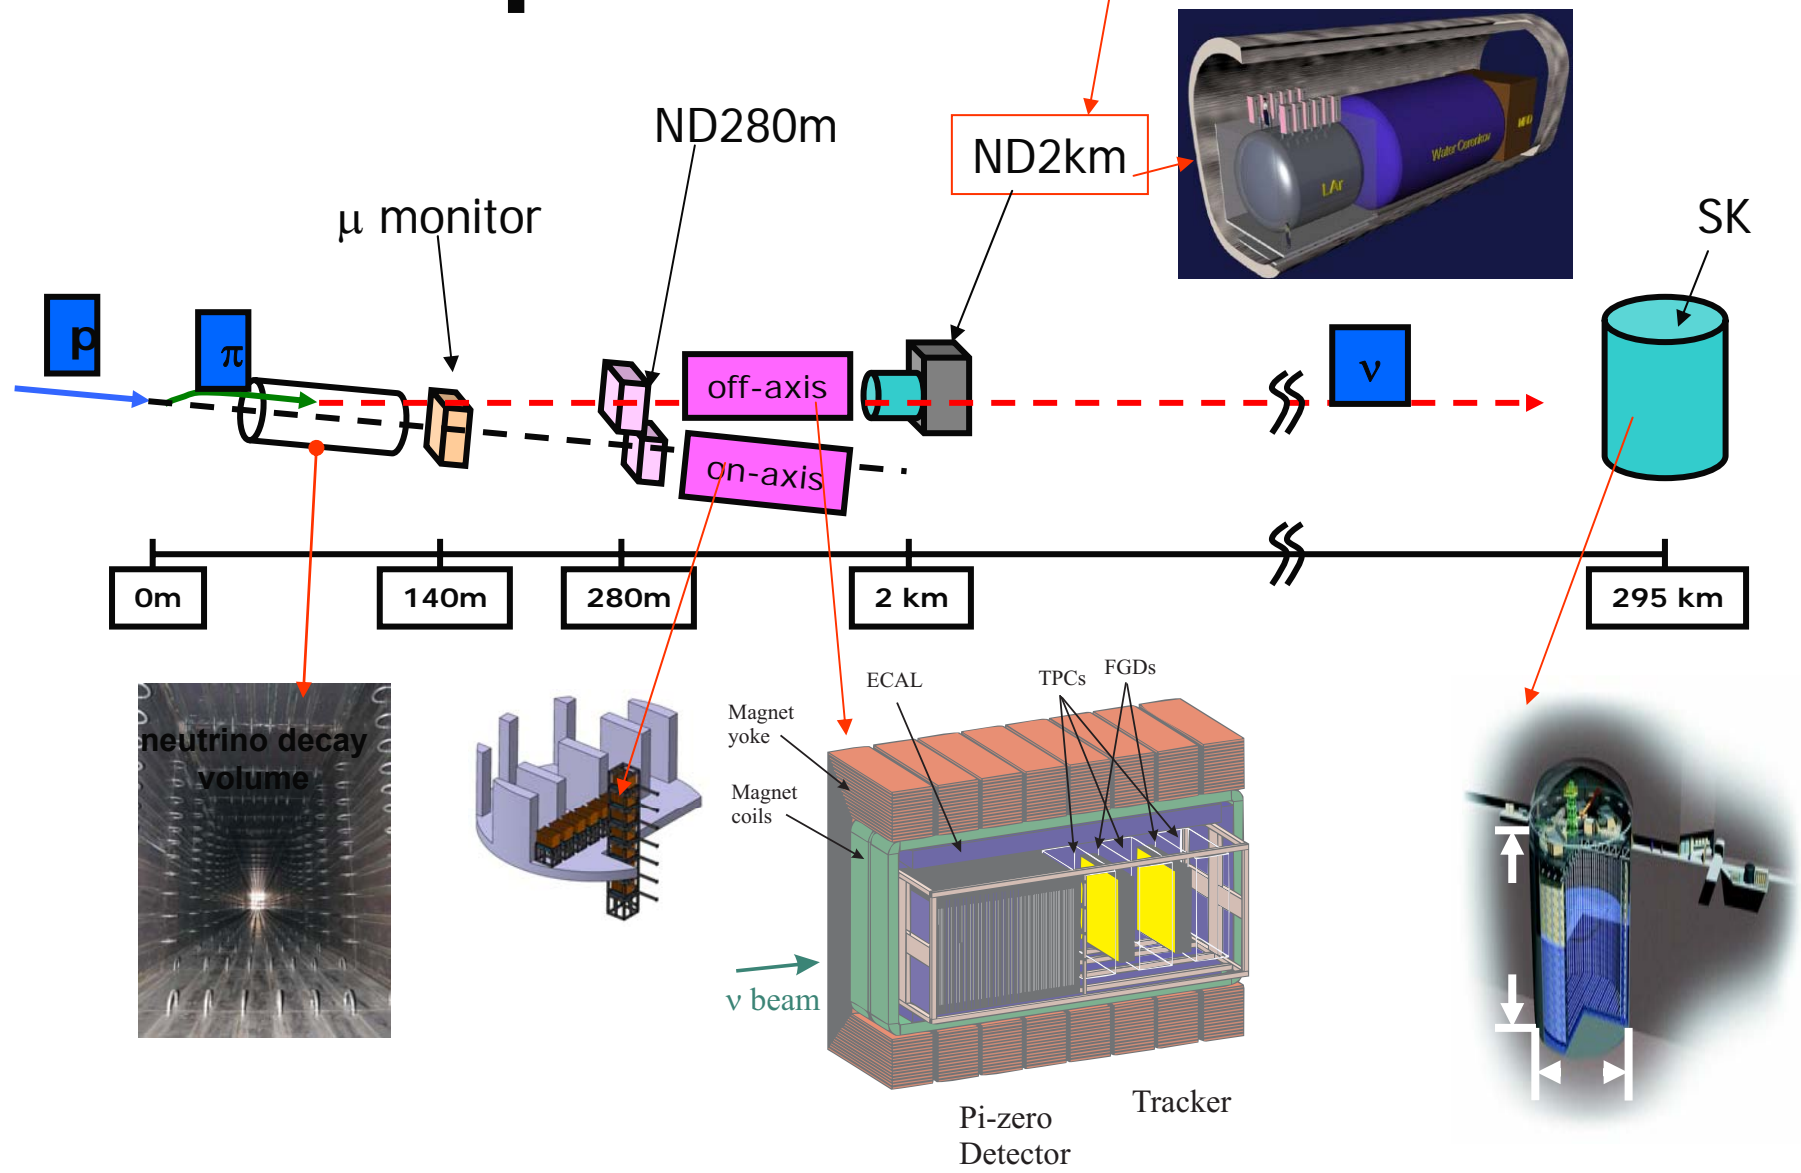 ND280m
ND2km
Water Cerenkov
LAr
μ monitor
SK
p
π
off-axis
ν
on-axis
0m
140m
280m
2 km
295 km
ECAL
TPCs
FGDs
Magnet
yoke
neutrino decay
volume
Magnet
coils
ν beam
Tracker
Pi-zero
Detector